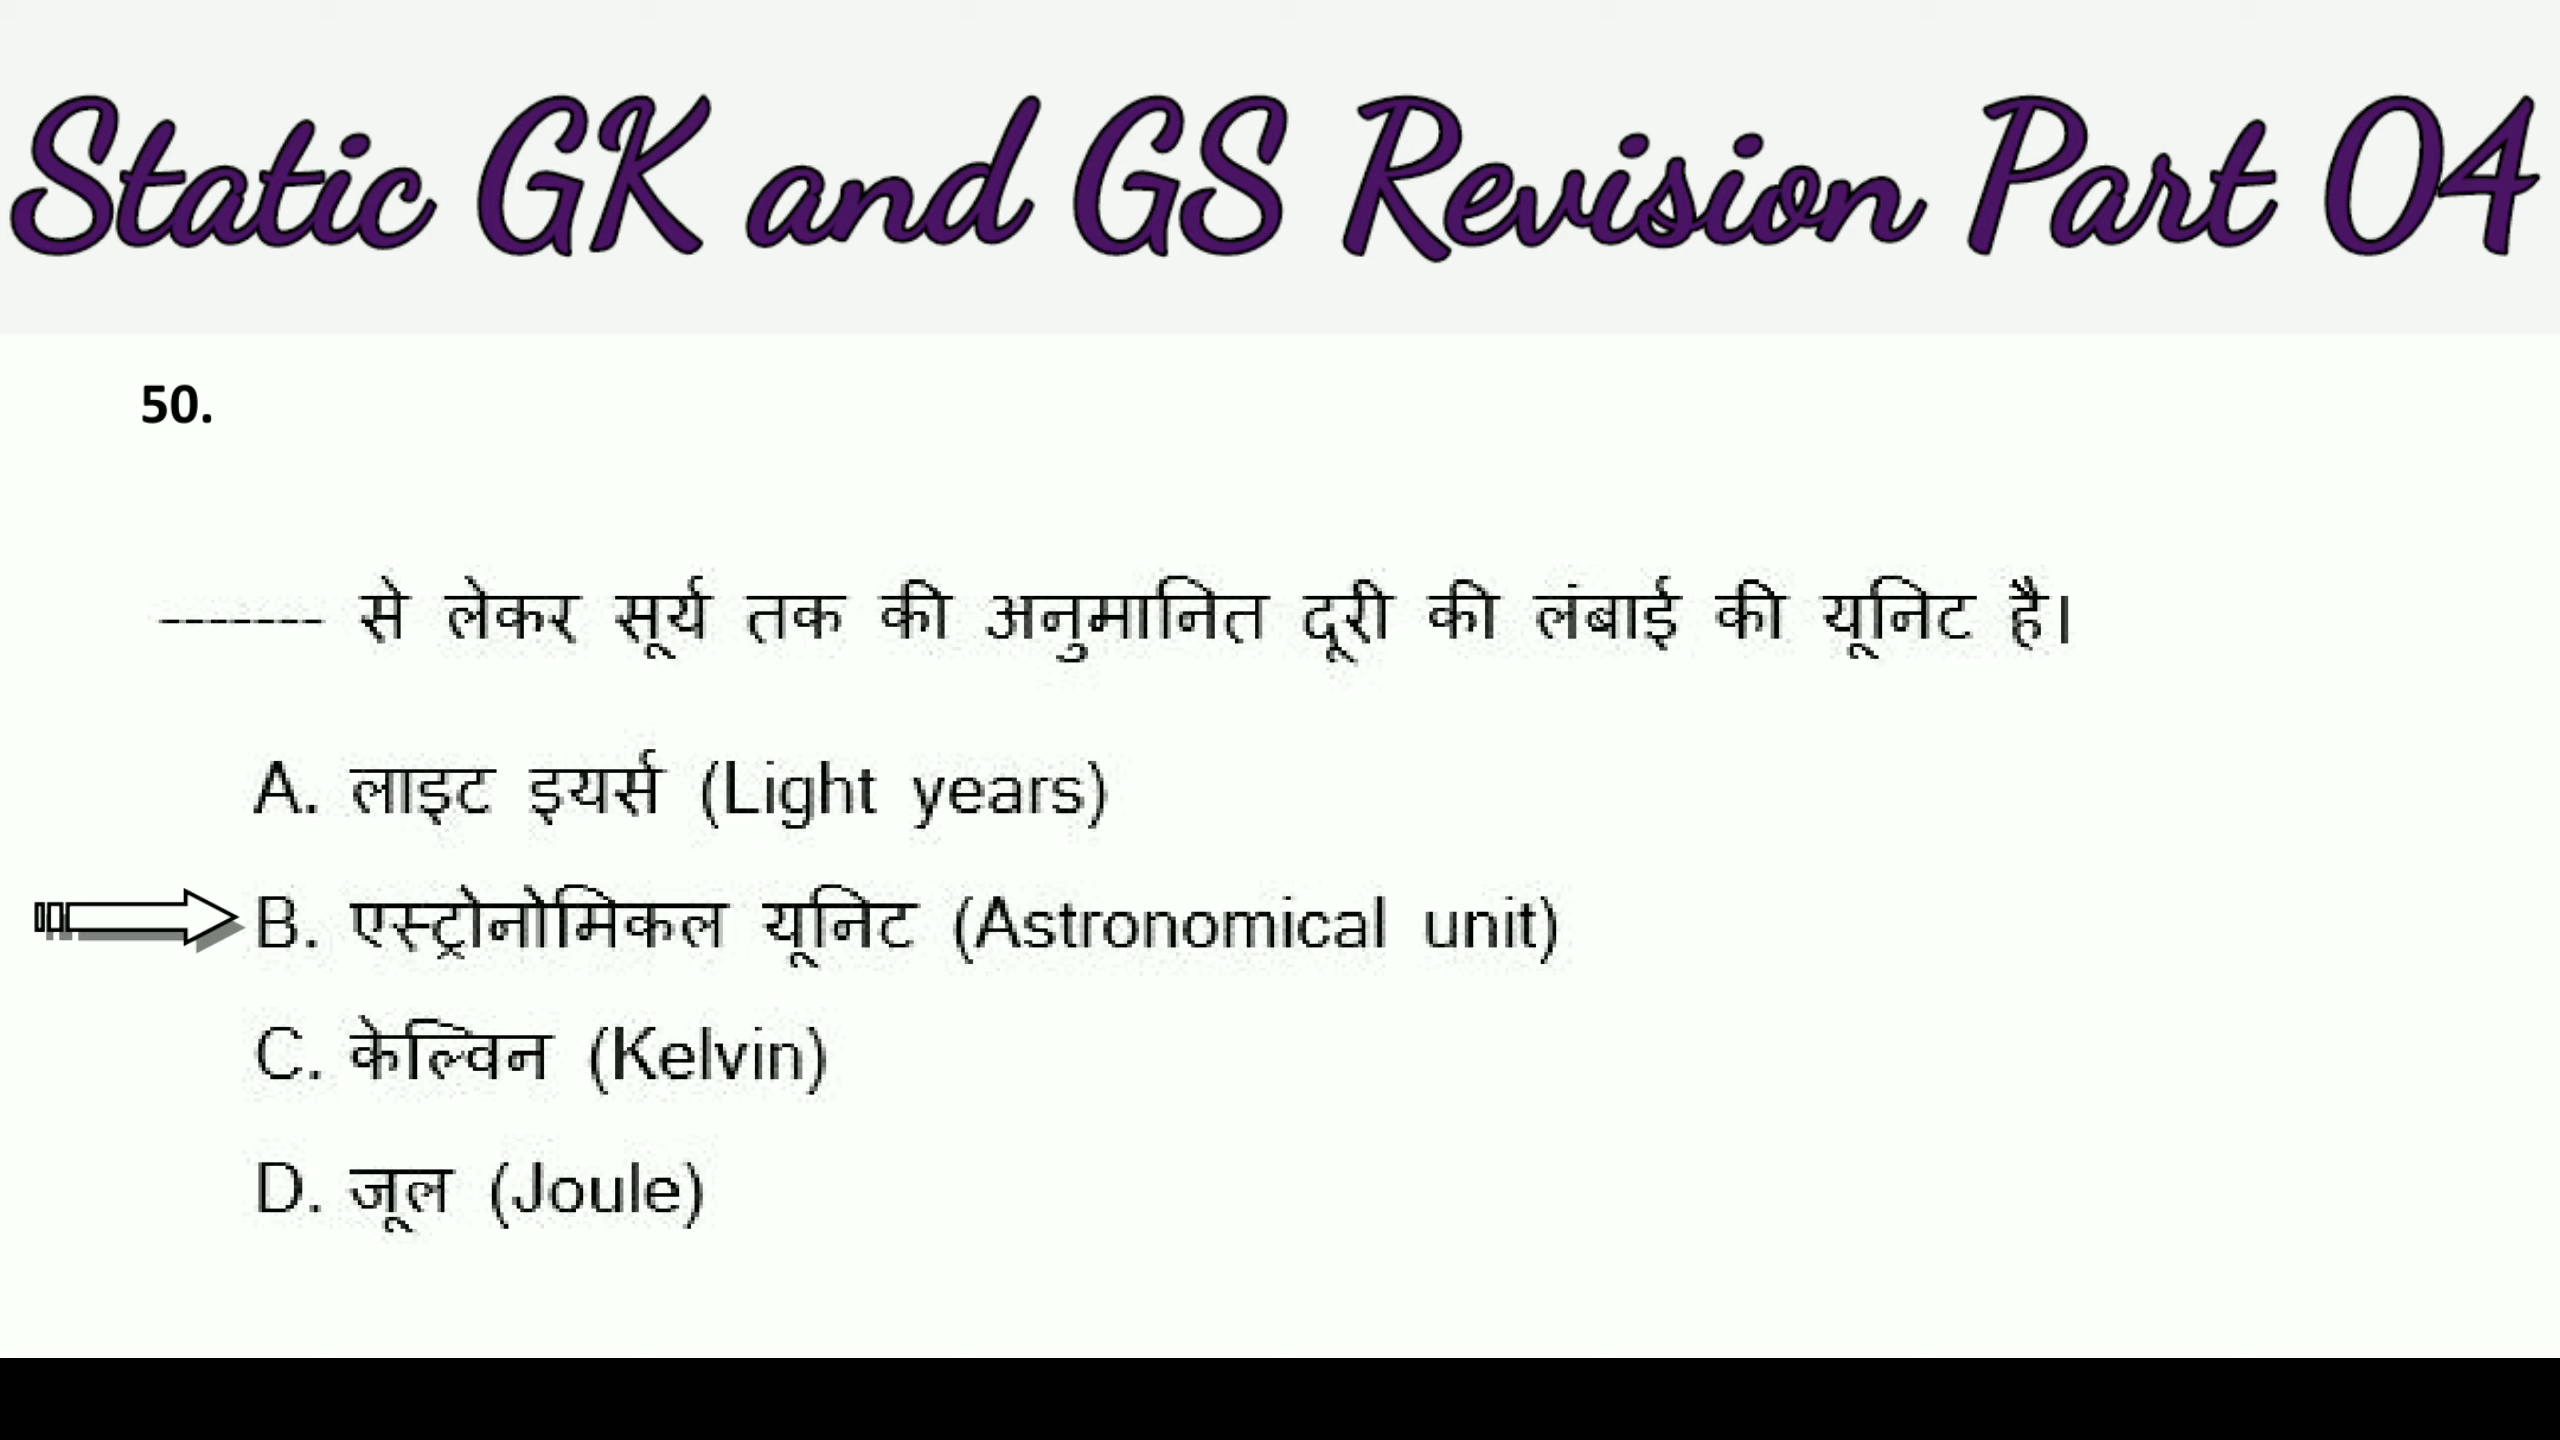 Static GK and GS Revision Part 04
50.
------- से लेकर सूर्य तक की अनुमानित दूरी की लंबाई की यूनिट है।
A. लाइट इयर्स (Light years)
B. एस्ट्रोनोमिकल यूनिट (Astronomical unit)
C. केल्विन (Kelvin)
D. जूल (Joule)